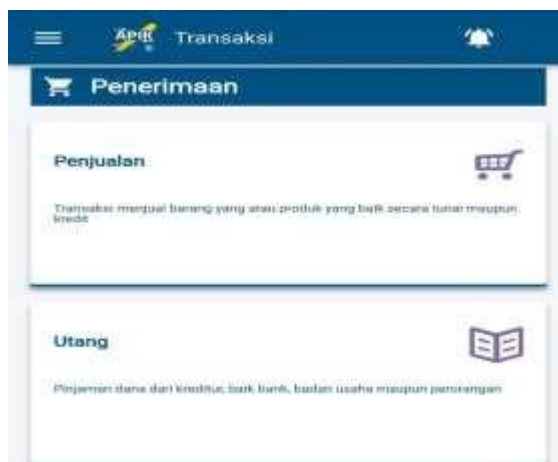 APIK Transaksi
Penerimaan
Penjualan
Transaksi menjual barang yang atau produk yang baik secara tunai maupun
kredit
Utang
Pinjaman dana dari kreditur, baik bank, badan usaha maupun perorangan